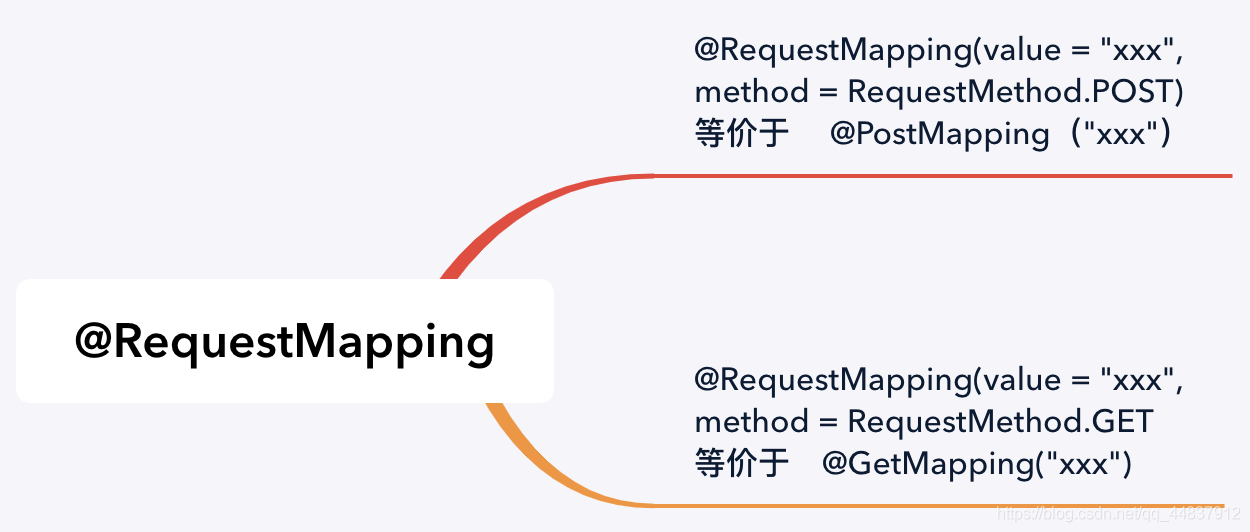 @RequestMapping(value = "xxx",
method = RequestMethod.POST)
等价于 @PostMapping（"xxx"）
@RequestMapping
@RequestMapping(value = "xxx",
method = RequestMethod.GET
等价于 @GetMapping("xxx")
https://blog.csdn.net/qq_44837912